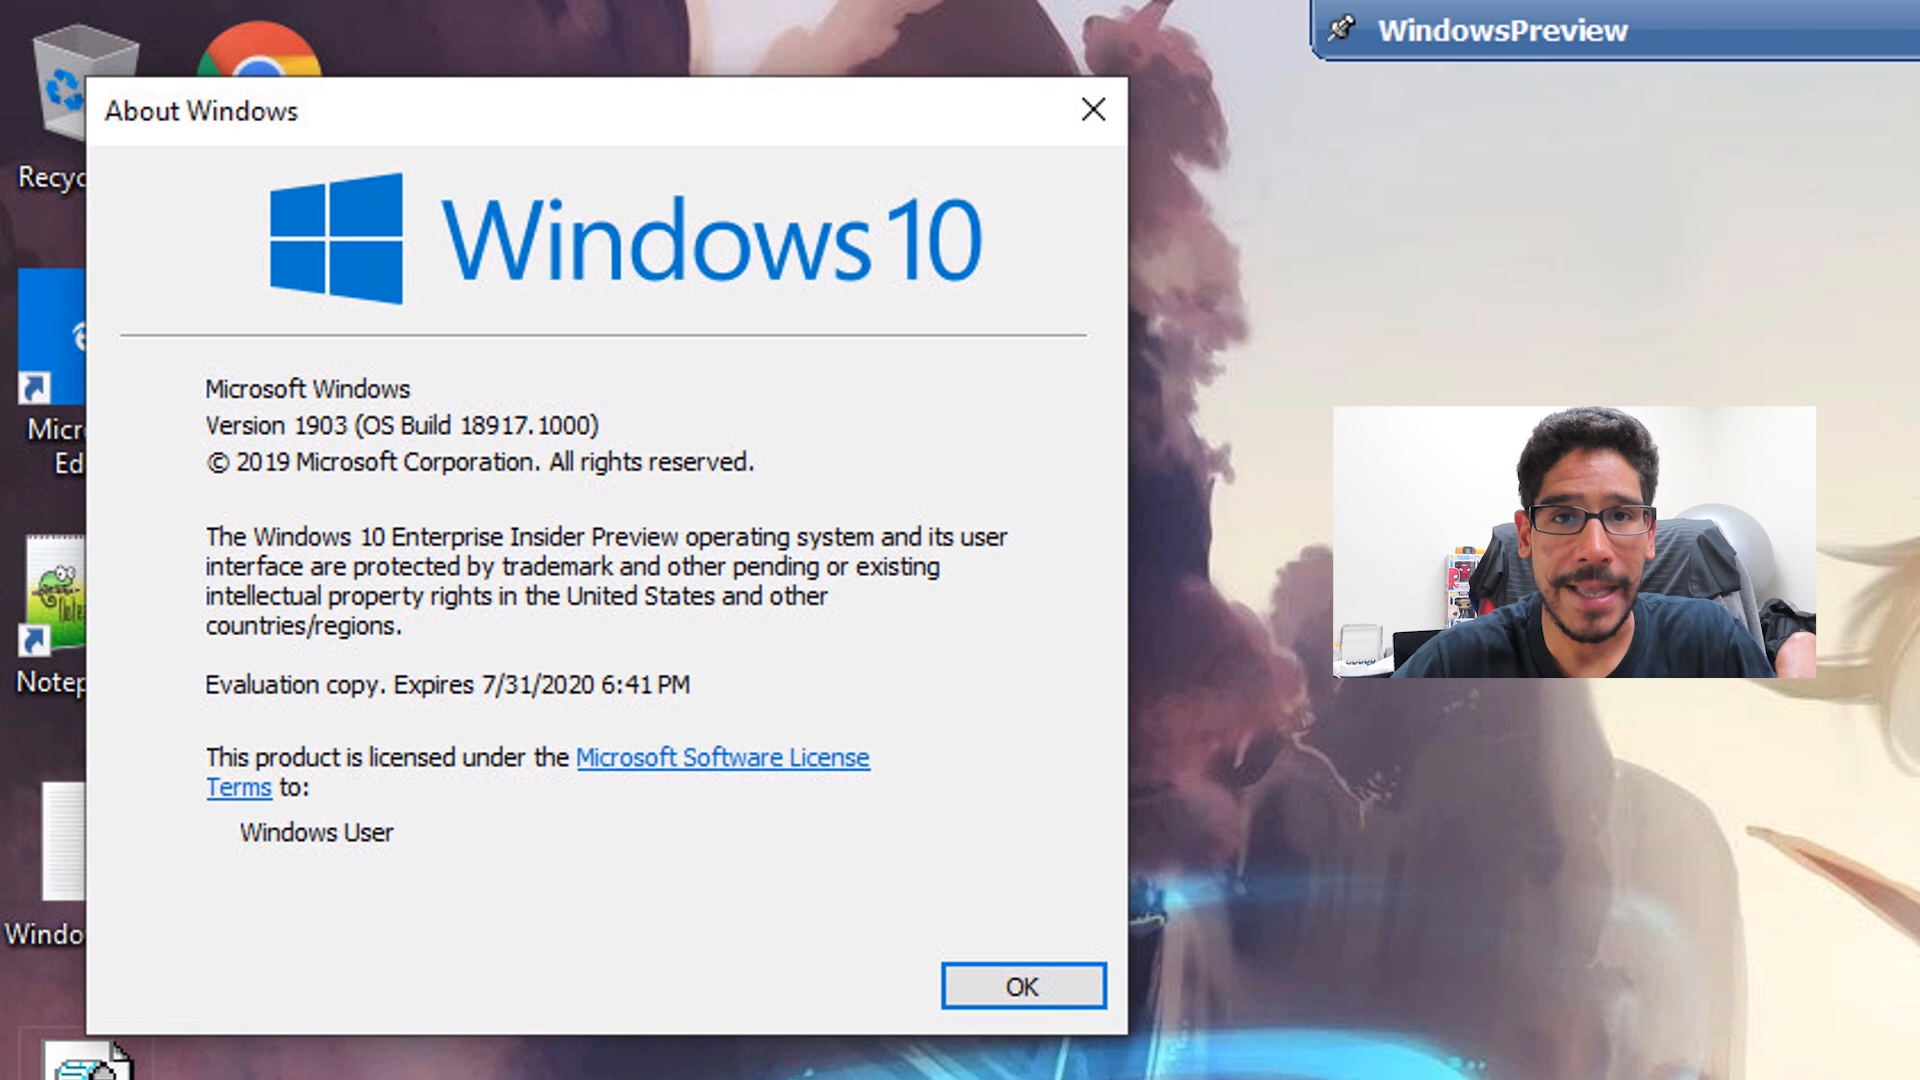 WindowsPreview
About Windows
Windows 10
Microsoft Windows
Version 1903 (OS Build 18917.1000)
© 2019 Microsoft Corporation. All rights reserved.
The Windows 10 Enterprise Insider Preview operating system and its user
interface are protected by trademark and other pending or existing
intellectual property rights in the United States and other
countries/regions.
Evaluation copy. Expires 7/31/2020 6:41 PM
This product is licensed under the Microsoft Software License
Terms to:
Windows User
OK
Recyc
Micr
Ed
Notep
Windo